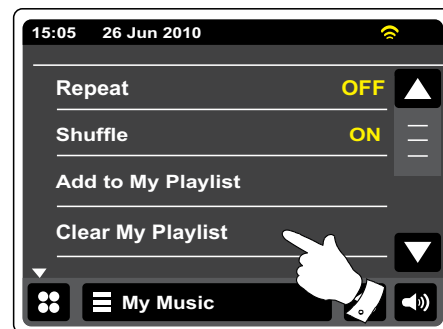 15:05 26 Jun 2010
Repeat OFF
Shuffle ON
Add to My Playlist
Clear My Playlist
My Music